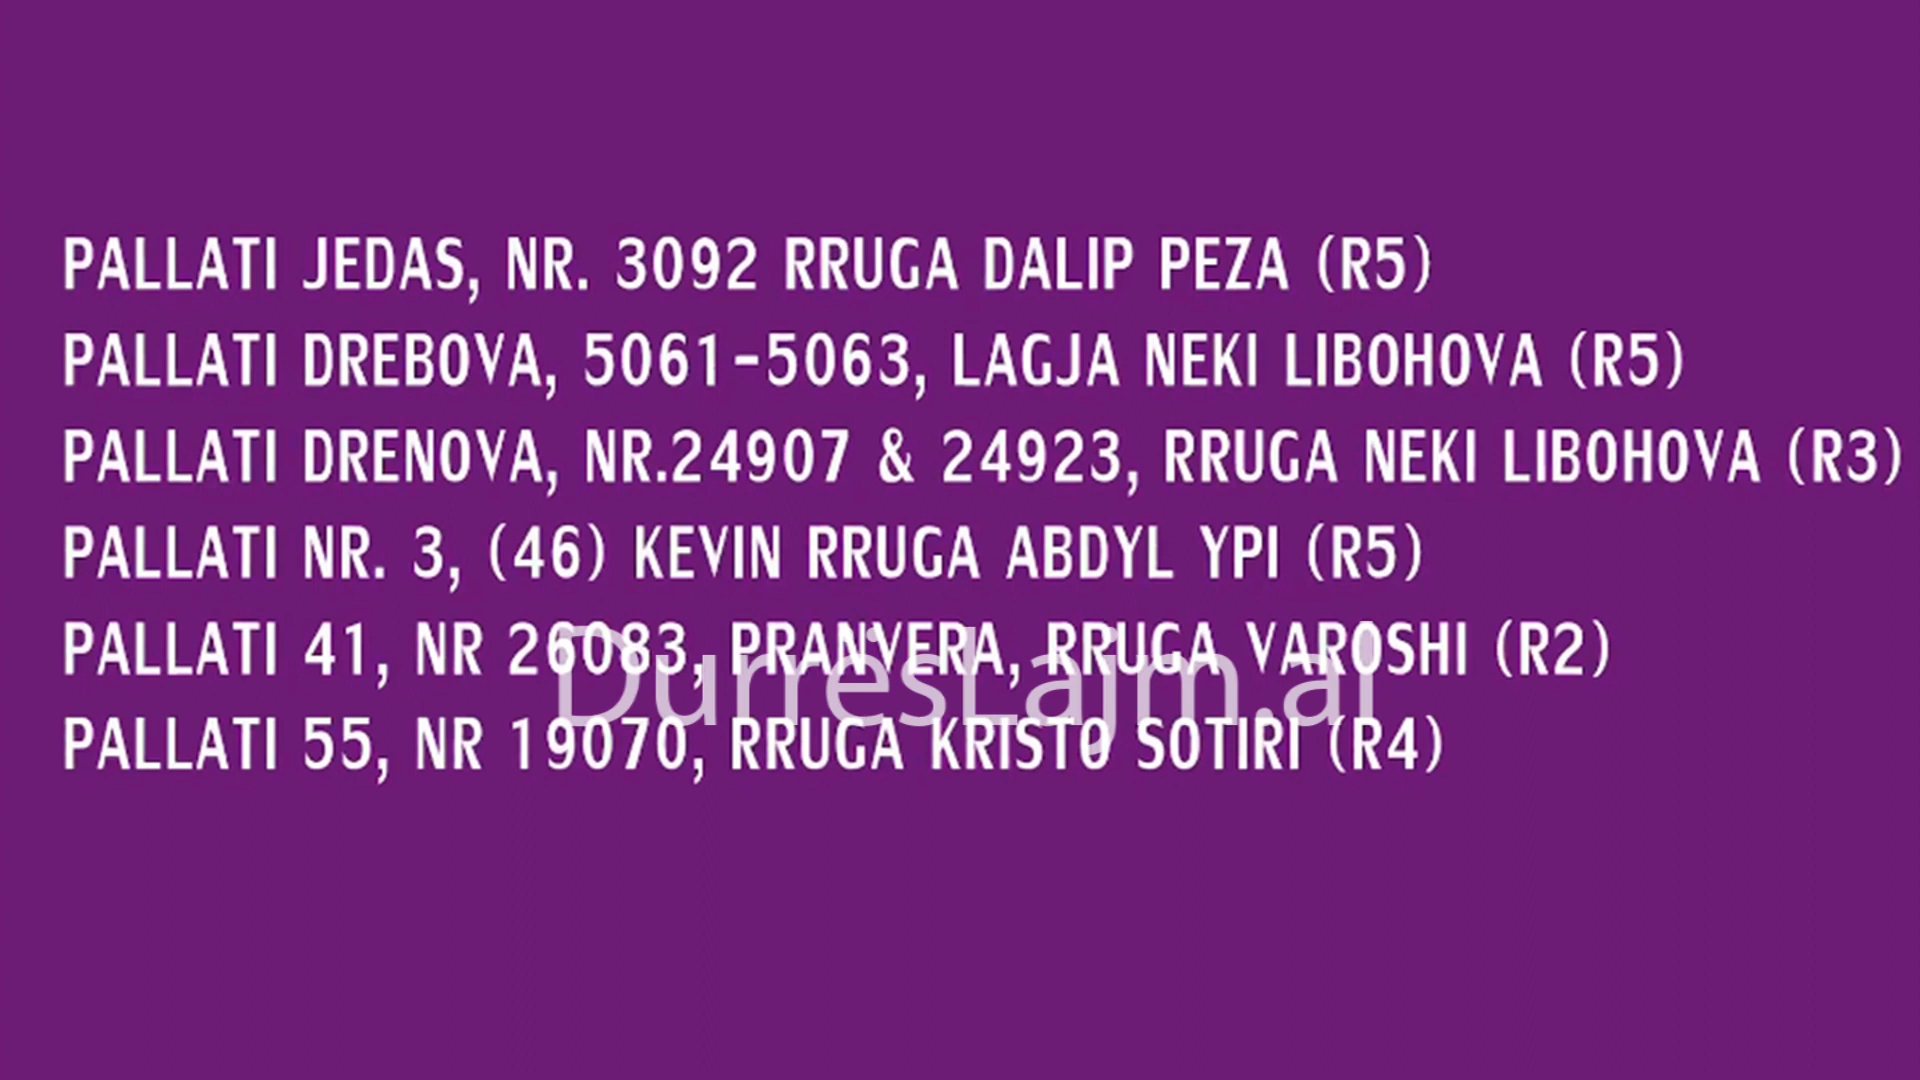 PALLATI JEDAS, NR. 3092 RRUGA DALIP PEZA (R5)
PALLATI DREBOVA, 5061-5063, LAGJA NEKI LIBOHOVA (R5)
PALLATI DRENOVA, NR.24907 & 24923, RRUGA NEKI LIBOHOVA (R3)
PALLATI NR. 3, (46) KEVIN RRUGA ABDYL YPI (R5)
PALLATI 41, NR 26083, PRANVERA, RRUGA VAROSHI (R2)
DurresLajm.al
PALLATI 55, NR 19070, RRUGA KRISTO SOTIRI (R4)